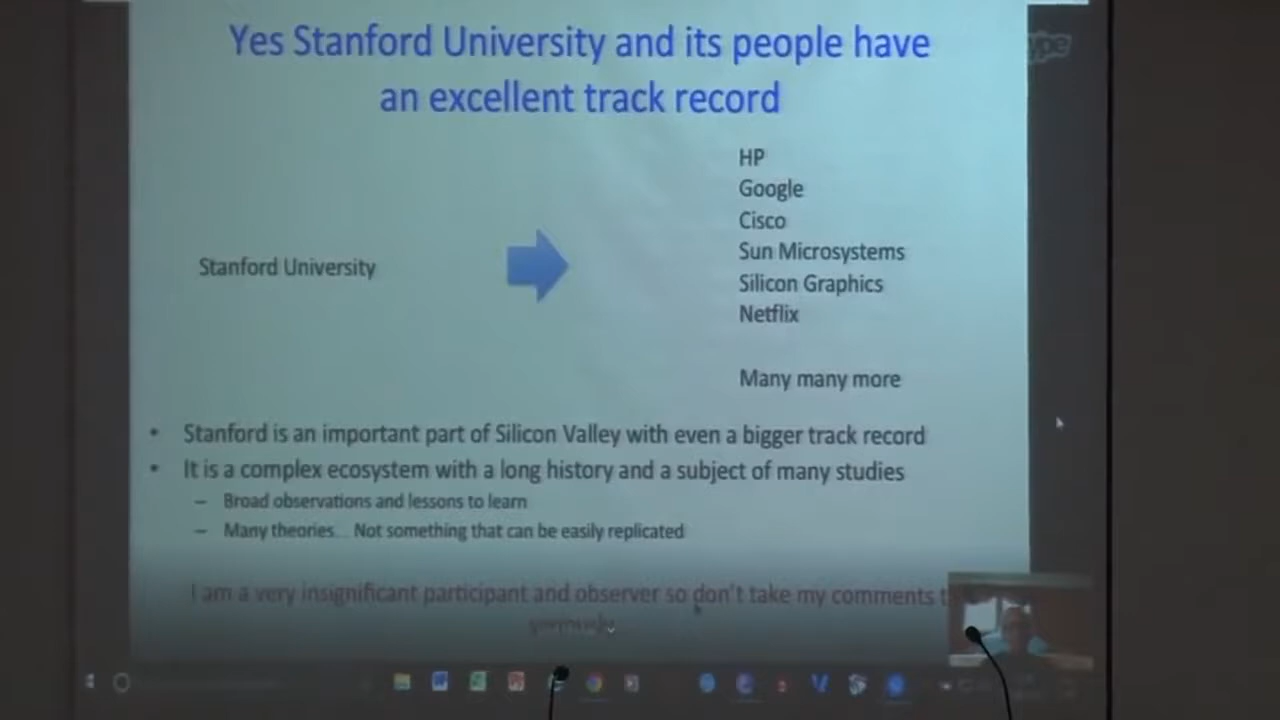 Yes Stanford University and its people have
an excellent track record
HP
Google
Cisco
Sun Microsystems
Silicon Graphics
Netflix
Stanford University
Many many more
• Stanford is an important part of Silicon Valley with even a bigger track record
• It is a complex ecosystem with a long history and a subject of many studies
– Broad observations and lessons to learn
– Many theories... Not something that can be easily replicated
I am a very insignificant participant and observer so don't take my comments